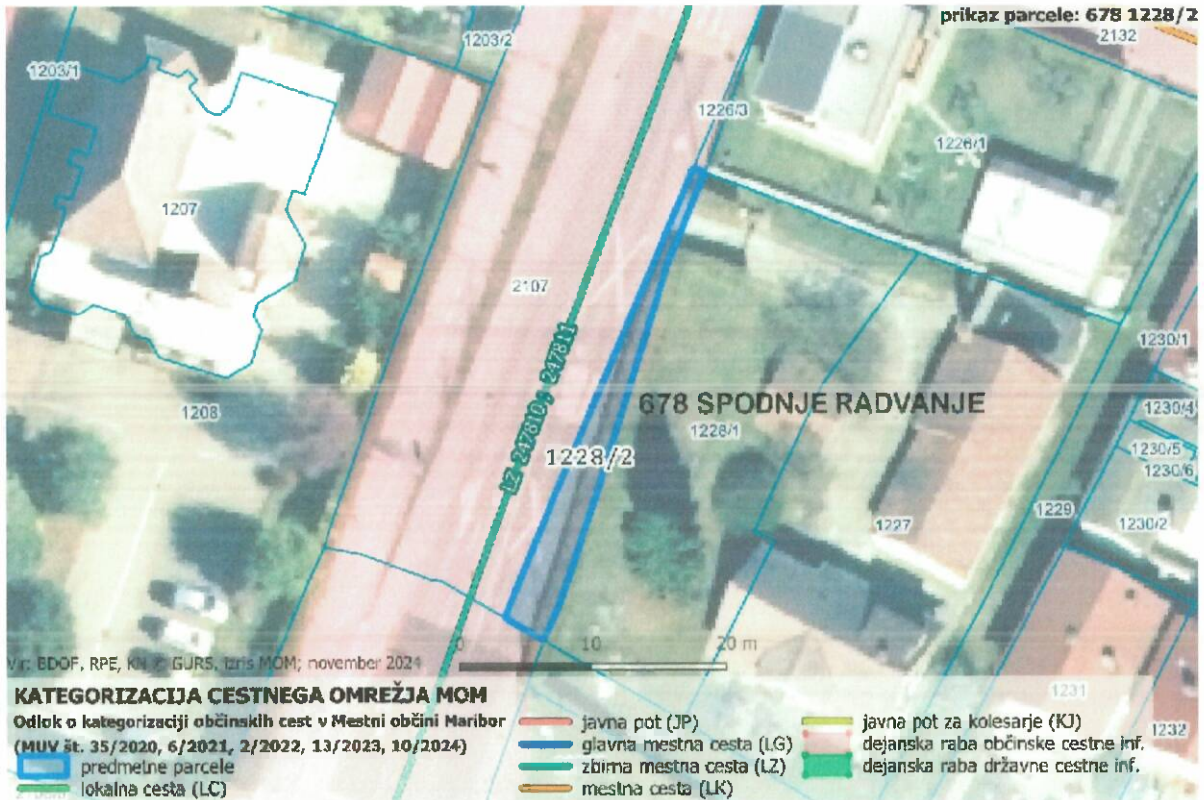 prikaz parcele: 678 1228/2
2132
1203/2
1203/1
1226/3
1226/1
1207
2107
1230/1
LZ 247810, 247811
678 SPODNJE RADVANJE
1230/4
1208
1228/1
1230/5
1228/2
1230/6
1229
1230/2
1227
0 10 20 m
Vir: BDOF, RPE, KN © GURS, izris MOM; november 2024
1231
1232
KATEGORIZACIJA CESTNEGA OMREŽJA MOM
Odlok o kategorizaciji občinskih cest v Mestni občini Maribor
(MUV št. 35/2020, 6/2021, 2/2022, 13/2023, 10/2024)
predmetne parcele
lokalna cesta (LC)
javna pot (JP)
glavna mestna cesta (LG)
zbirna mestna cesta (LZ)
mestna cesta (LK)
javna pot za kolesarje (KJ)
dejanska raba občinske cestne inf.
dejanska raba državne cestne inf.